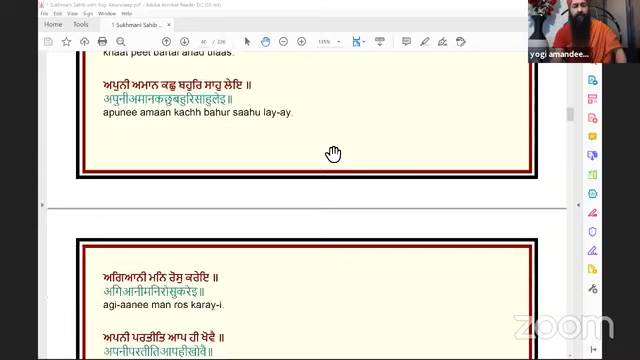 1 Sukhmani Sahib with Yogi Amandeep.pdf - Adobe Acrobat Reader DC (32-bit)
File Edit View Sign Window Help
Home Tools 1 Sukhmani Sahib ... ×
40 / 226 135%
yogi amandee...
khaat peet bartai anad ulaas.
ਅਪੁਨੀ ਅਮਾਨ ਕਛੁ ਬਹੁਰਿ ਸਾਹੁ ਲੇਇ ॥
अपुनीअमानकछुबहुरिसाहुलेइ॥
apunee amaan kachh bahur saahu lay-ay.
ਅਗਿਆਨੀ ਮਨਿ ਰੋਸੁ ਕਰੇਇ ॥
अगिआनीमनिरोसुकरेइ॥
agi-aanee man ros karay-i.
ਅਪਨੀ ਪਰਤੀਤਿ ਆਪ ਹੀ ਖੋਵੈ ॥
अपनीपरतीतिआपहीखोवै॥
zoom